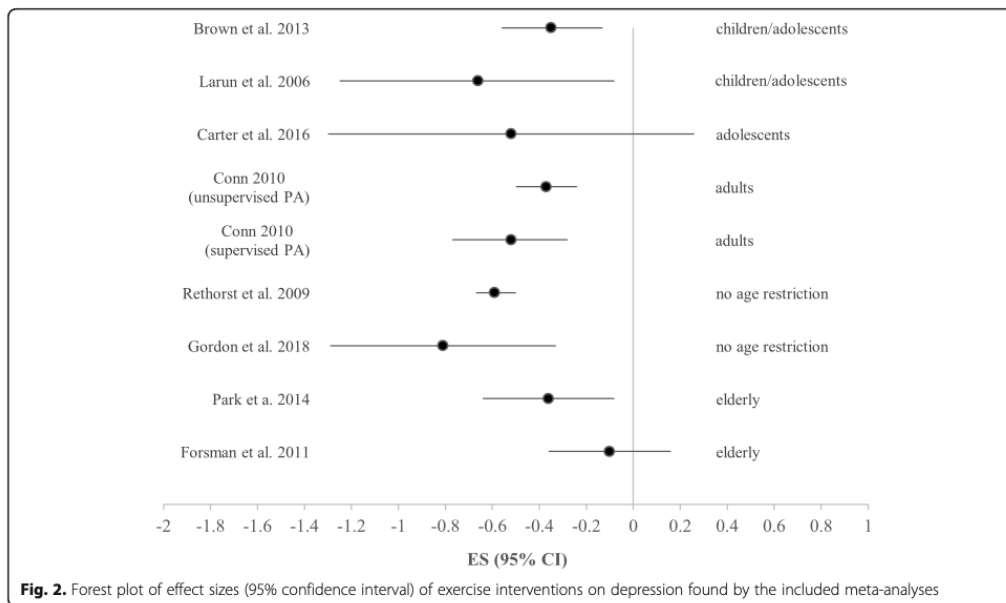 Brown et al. 2013 children/adolescents
Larun et al. 2006 children/adolescents
Carter et al. 2016 adolescents
Conn 2010
(unsupervised PA) adults
Conn 2010
(supervised PA) adults
Rethorst et al. 2009 no age restriction
Gordon et al. 2018 no age restriction
Park et a. 2014 elderly
Forsman et al. 2011 elderly
-2 -1.8 -1.6 -1.4 -1.2 -1 -0.8 -0.6 -0.4 -0.2 0 0.2 0.4 0.6 0.8 1
ES (95% CI)
Fig. 2. Forest plot of effect sizes (95% confidence interval) of exercise interventions on depression found by the included meta-analyses